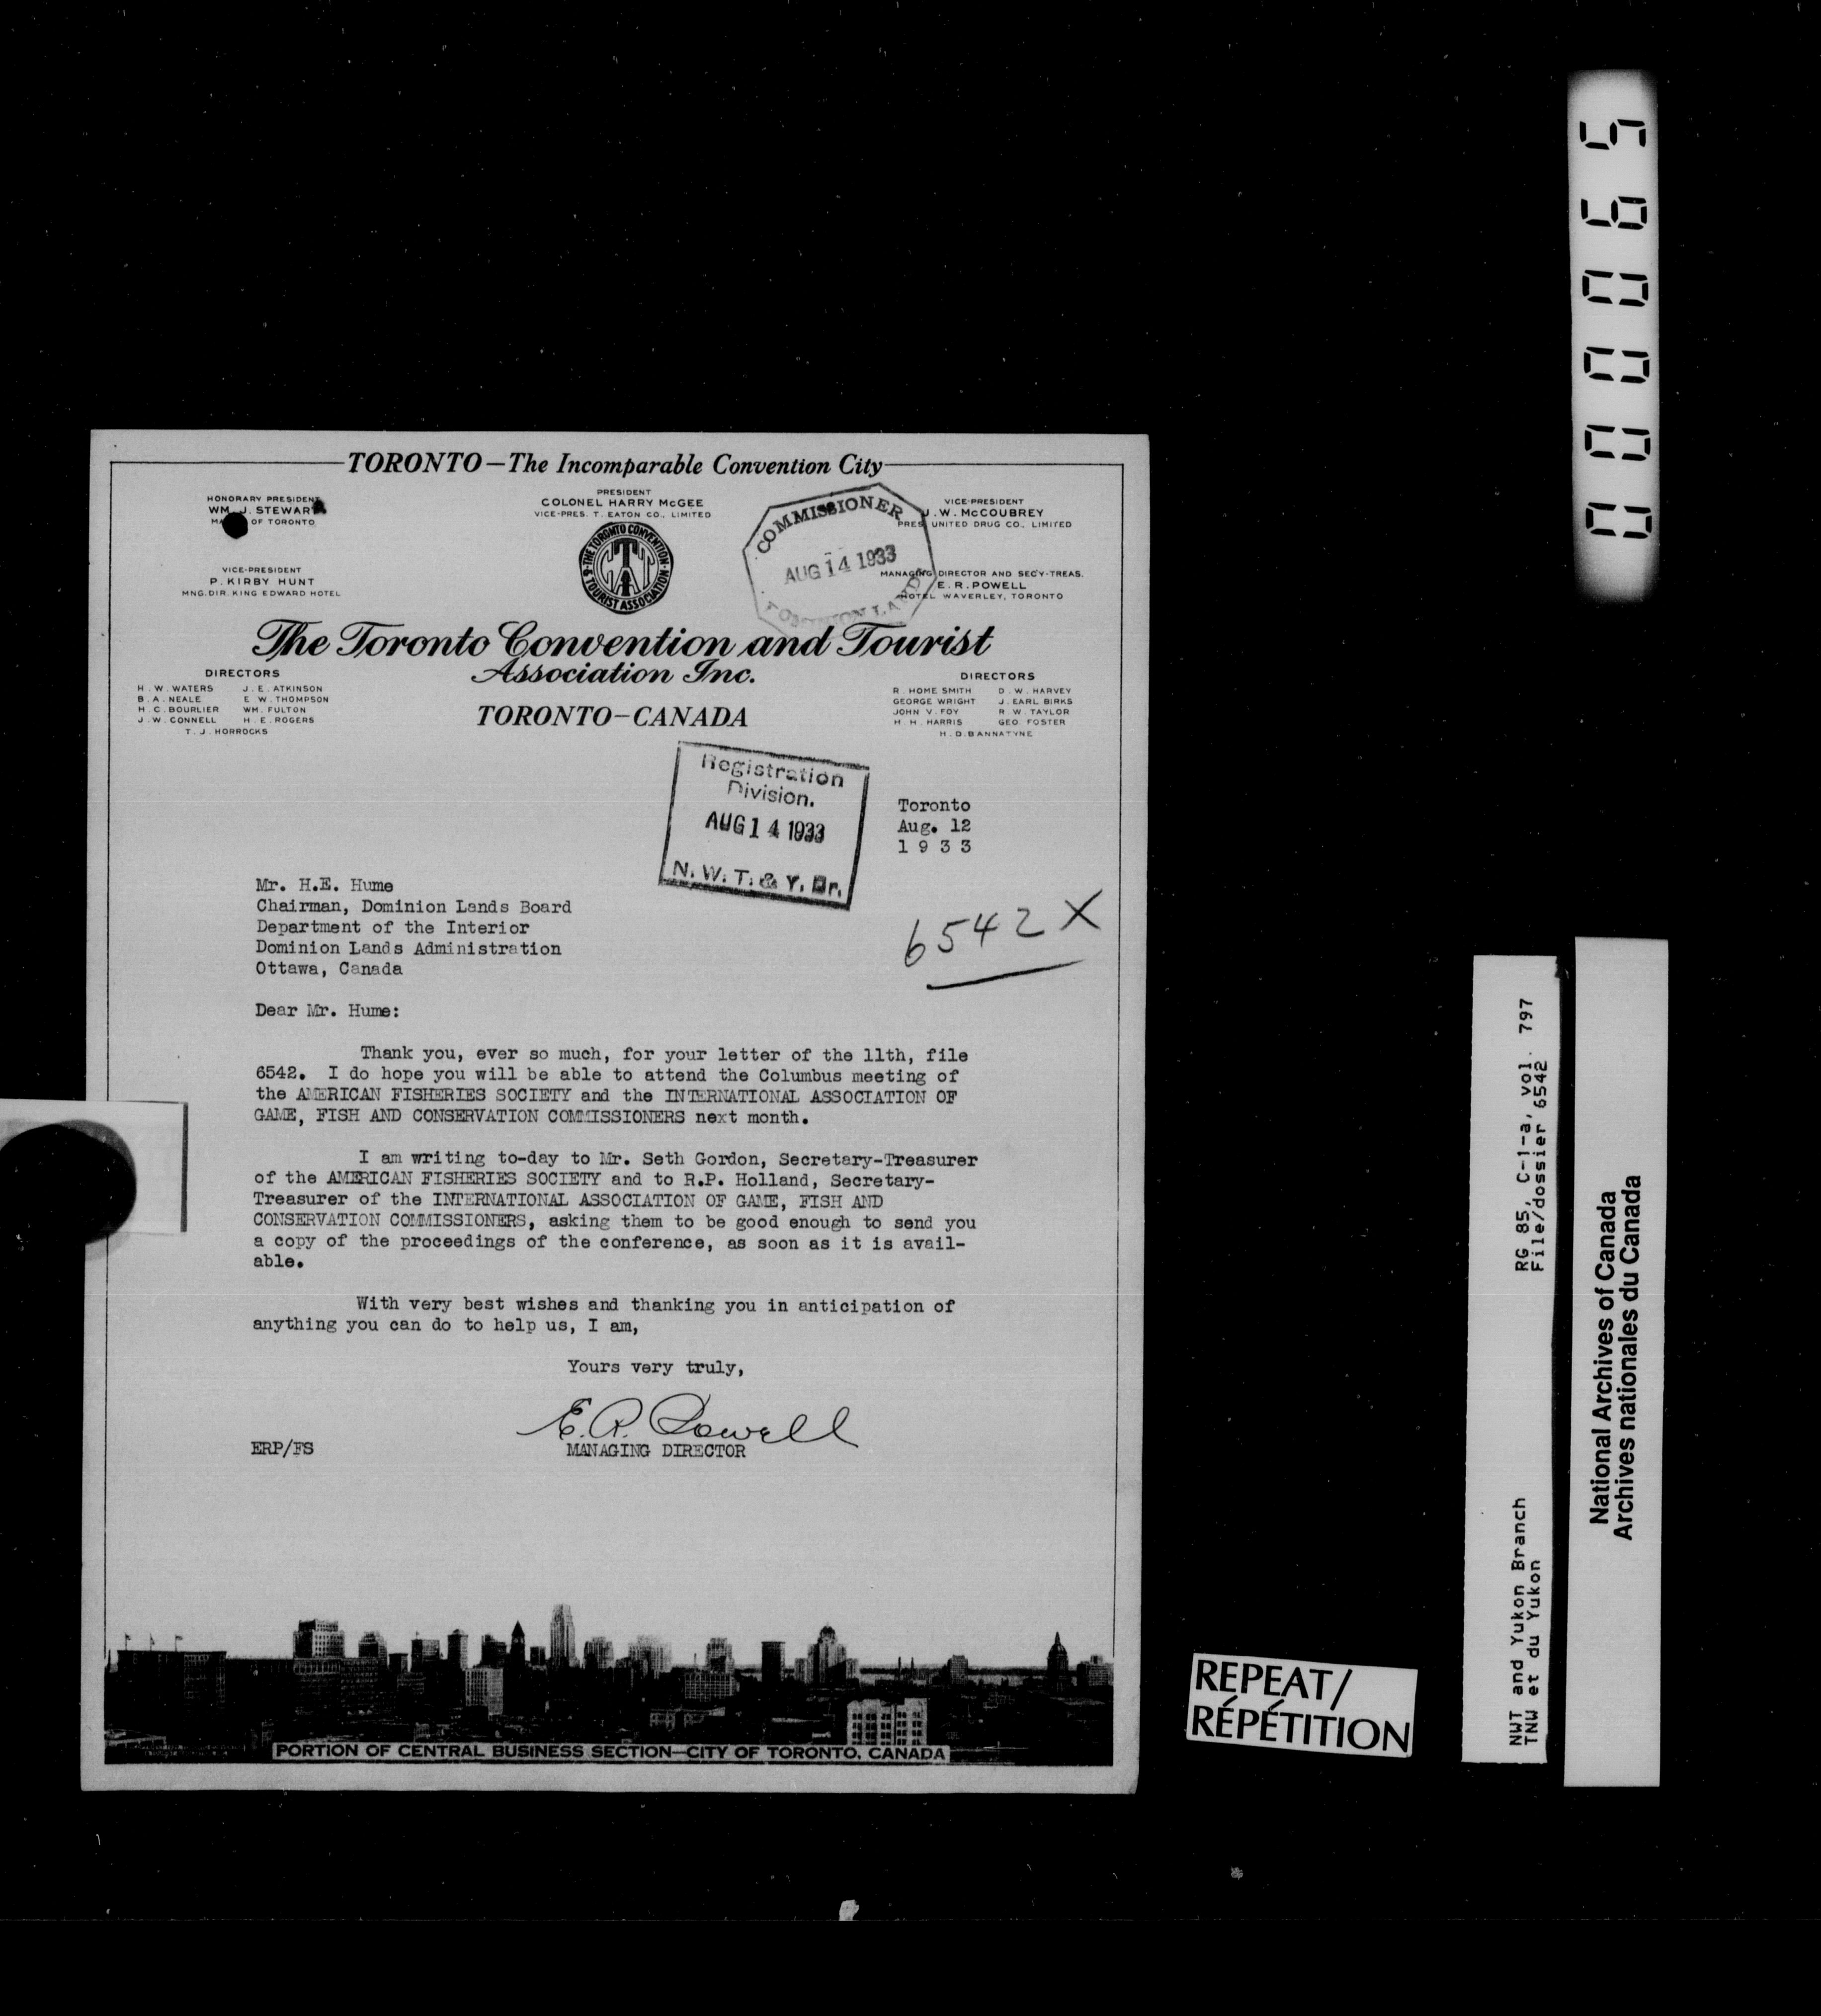 TORONTO—The Incomparable Convention City
HONORARY PRESIDENT
WM. J. STEWART
OF TORONTO
PRESIDENT
COLONEL HARRY McGEE
VICE-PRES. T. EATON CO., LIMITED
VICE-PRESIDENT
J. W. McCOUBREY
PRES. UNITED DRUG CO. LIMITED
VICE-PRESIDENT
P. KIRBY HUNT
MNG. DIR. KING EDWARD HOTEL
THE TORONTO CONVENTION & TOURIST ASSOCIATION
COMMISSIONER
AUG 14 1933
DOMINION LANDS
MANAGING DIRECTOR AND SEC'Y-TREAS.
E. R. POWELL
HOTEL WAVERLEY, TORONTO
The Toronto Convention and Tourist
Association Inc.
TORONTO–CANADA
DIRECTORS
H. W. WATERS J. E. ATKINSON
B. A. NEALE E. W. THOMPSON
H. C. BOURLIER WM. FULTON
J. W. CONNELL H. E. ROGERS
T. J. HORROCKS
DIRECTORS
R. HOME SMITH D. W. HARVEY
GEORGE WRIGHT J. EARL BIRKS
JOHN V. FOY R. W. TAYLOR
H. H. HARRIS GEO. FOSTER
H. D. BANNATYNE
Registration
Division.
AUG 14 1933
N. W. T. & Y. Br.
Toronto
Aug. 12
1 9 3 3
6542 X
Mr. H.E. Hume
Chairman, Dominion Lands Board
Department of the Interior
Dominion Lands Administration
Ottawa, Canada
Dear Mr. Hume:
Thank you, ever so much, for your letter of the 11th, file
6542. I do hope you will be able to attend the Columbus meeting of
the AMERICAN FISHERIES SOCIETY and the INTERNATIONAL ASSOCIATION OF
GAME, FISH AND CONSERVATION COMMISSIONERS next month.
I am writing to-day to Mr. Seth Gordon, Secretary-Treasurer
of the AMERICAN FISHERIES SOCIETY and to R.P. Holland, Secretary-
Treasurer of the INTERNATIONAL ASSOCIATION OF GAME, FISH AND
CONSERVATION COMMISSIONERS, asking them to be good enough to send you
a copy of the proceedings of the conference, as soon as it is avail-
able.
With very best wishes and thanking you in anticipation of
anything you can do to help us, I am,
Yours very truly,
E. R. Powell
ERP/FS MANAGING DIRECTOR
PORTION OF CENTRAL BUSINESS SECTION—CITY OF TORONTO, CANADA
REPEAT/
RÉPÉTITION
NWT and Yukon Branch RG 85, C-1-a, vol. 797
TNW et du Yukon File/dossier 6542
National Archives of Canada
Archives nationales du Canada
000065